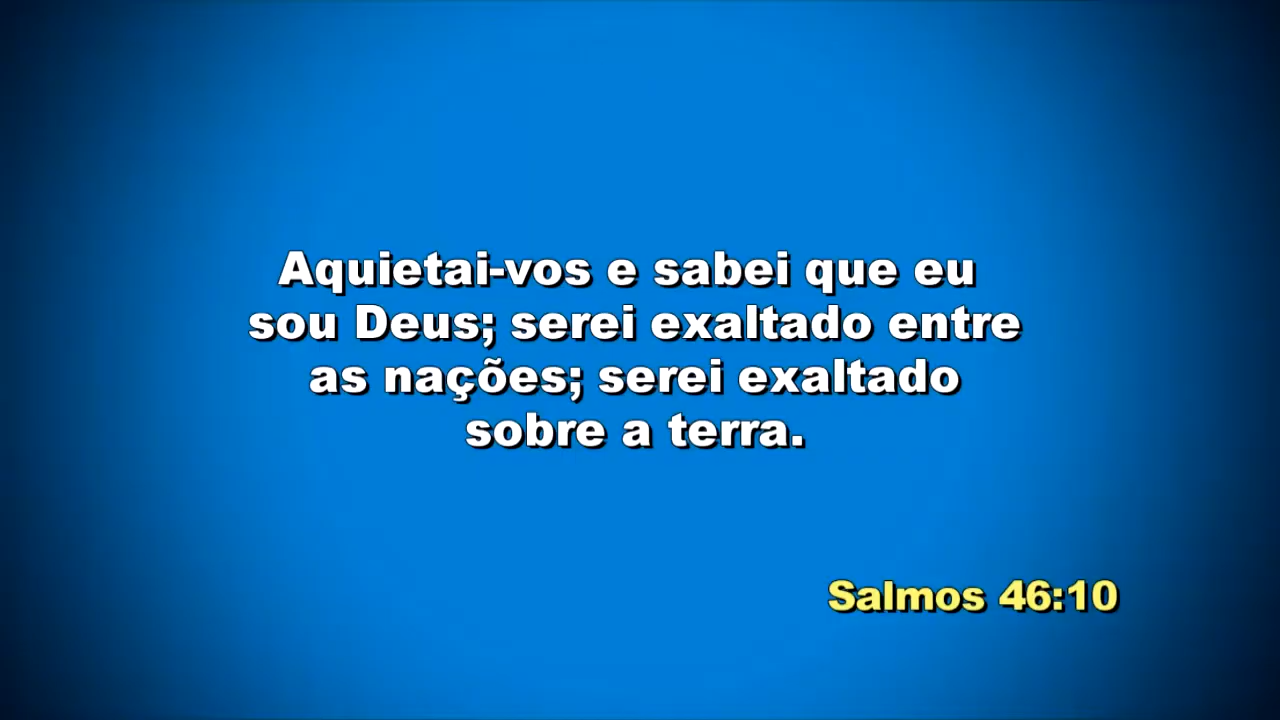 Aquietai-vos e sabei que eu
sou Deus; serei exaltado entre
as nações; serei exaltado
sobre a terra.
Salmos 46:10